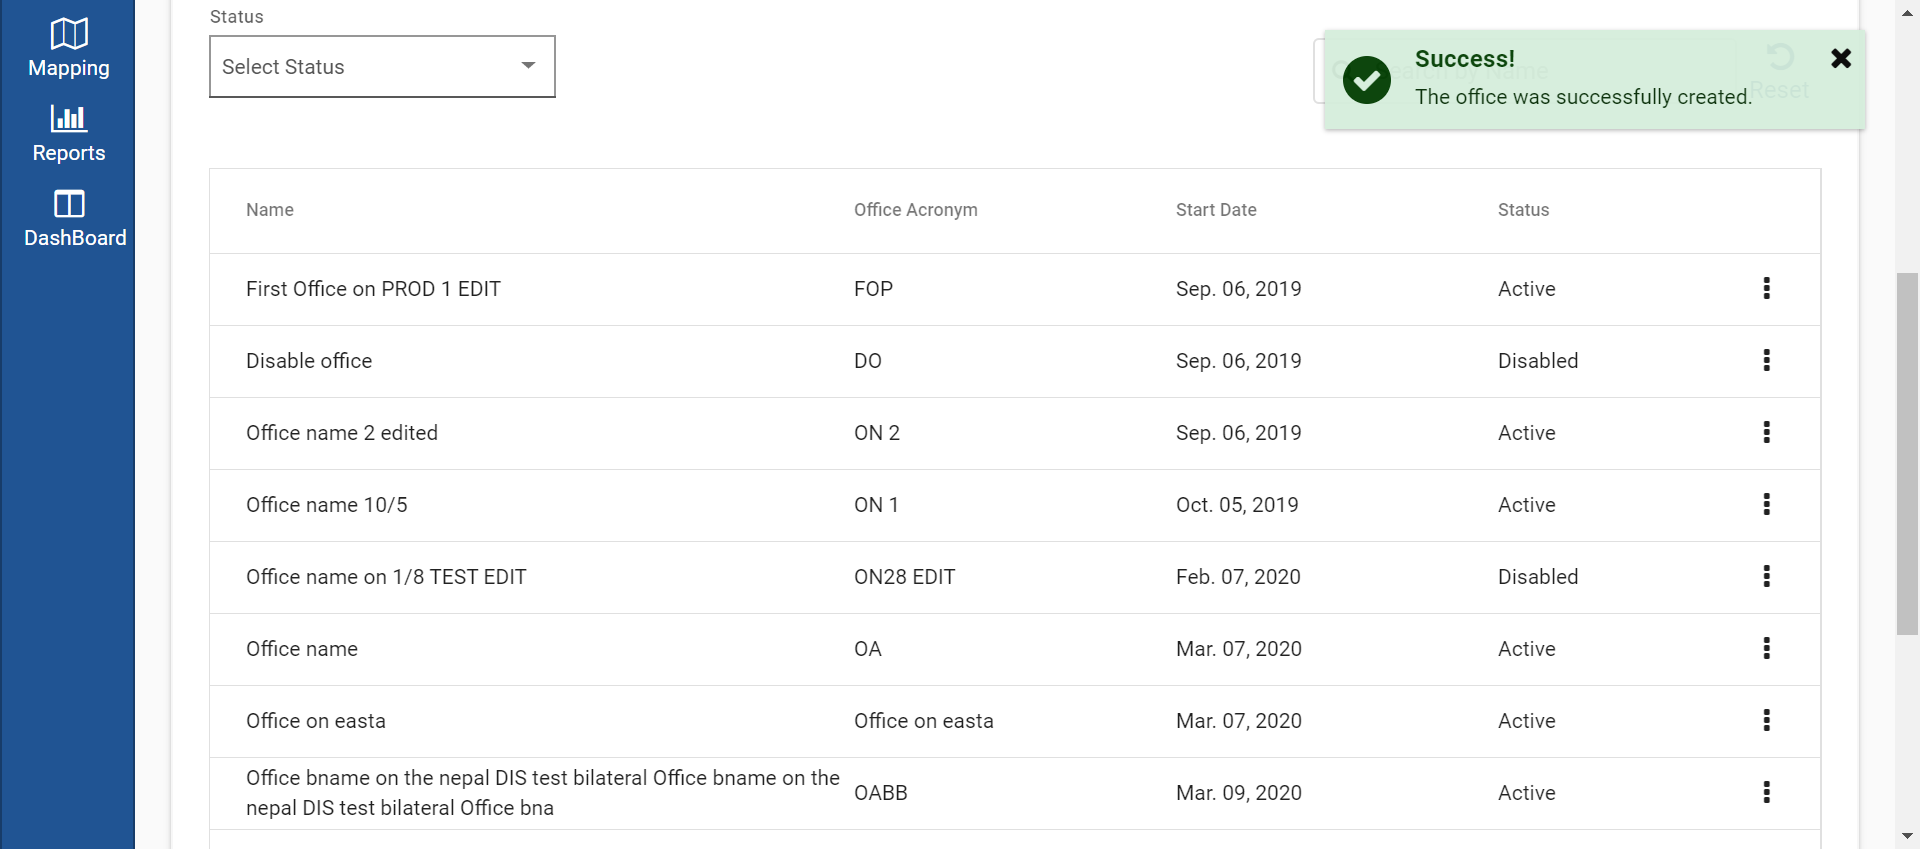 Mapping
Reports
DashBoard
Status
Select Status
Search by Name
Reset
Success!
The office was successfully created.
Name Office Acronym Start Date Status
First Office on PROD 1 EDIT FOP Sep. 06, 2019 Active
Disable office DO Sep. 06, 2019 Disabled
Office name 2 edited ON 2 Sep. 06, 2019 Active
Office name 10/5 ON 1 Oct. 05, 2019 Active
Office name on 1/8 TEST EDIT ON28 EDIT Feb. 07, 2020 Disabled
Office name OA Mar. 07, 2020 Active
Office on easta Office on easta Mar. 07, 2020 Active
Office bname on the nepal DIS test bilateral Office bname on the
nepal DIS test bilateral Office bna OABB Mar. 09, 2020 Active